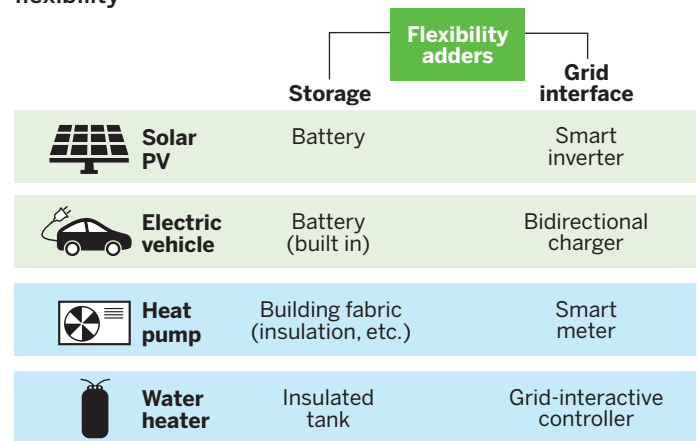 flexibility
Flexibility
adders
Storage
Grid
interface
Solar
PV
Battery
Smart
inverter
Electric
vehicle
Battery
(built in)
Bidirectional
charger
Heat
pump
Building fabric
(insulation, etc.)
Smart
meter
Water
heater
Insulated
tank
Grid-interactive
controller